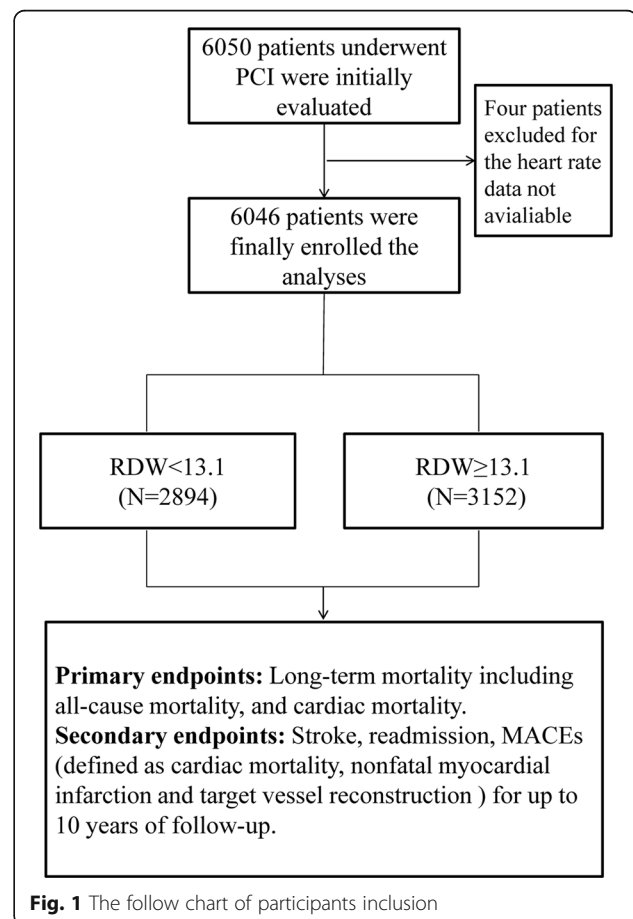 6050 patients underwent
PCI were initially
evaluated
Four patients
excluded for
the heart rate
data not
avialiable
6046 patients were
finally enrolled the
analyses
RDW<13.1
(N=2894)
RDW≥13.1
(N=3152)
Primary endpoints: Long-term mortality including
all-cause mortality, and cardiac mortality.
Secondary endpoints: Stroke, readmission, MACEs
(defined as cardiac mortality, nonfatal myocardial
infarction and target vessel reconstruction ) for up to
10 years of follow-up.
Fig. 1 The follow chart of participants inclusion